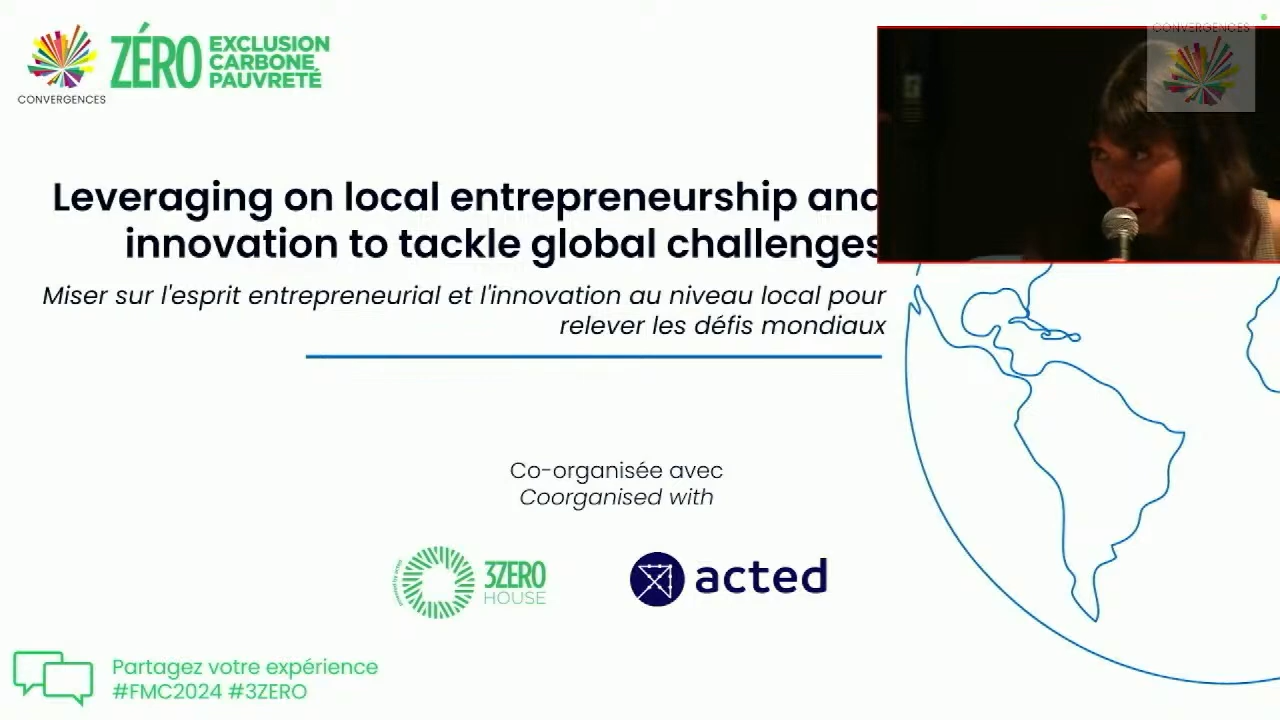 CONVERGENCES
ZÉRO
EXCLUSION
CARBONE
PAUVRETÉ
CONVERGENCES
Leveraging on local entrepreneurship and
innovation to tackle global challenges
Miser sur l'esprit entrepreneurial et l'innovation au niveau local pour
relever les défis mondiaux
Co-organisée avec
Coorganised with
3ZERO
HOUSE
acted
Partagez votre expérience
#FMC2024 #3ZERO